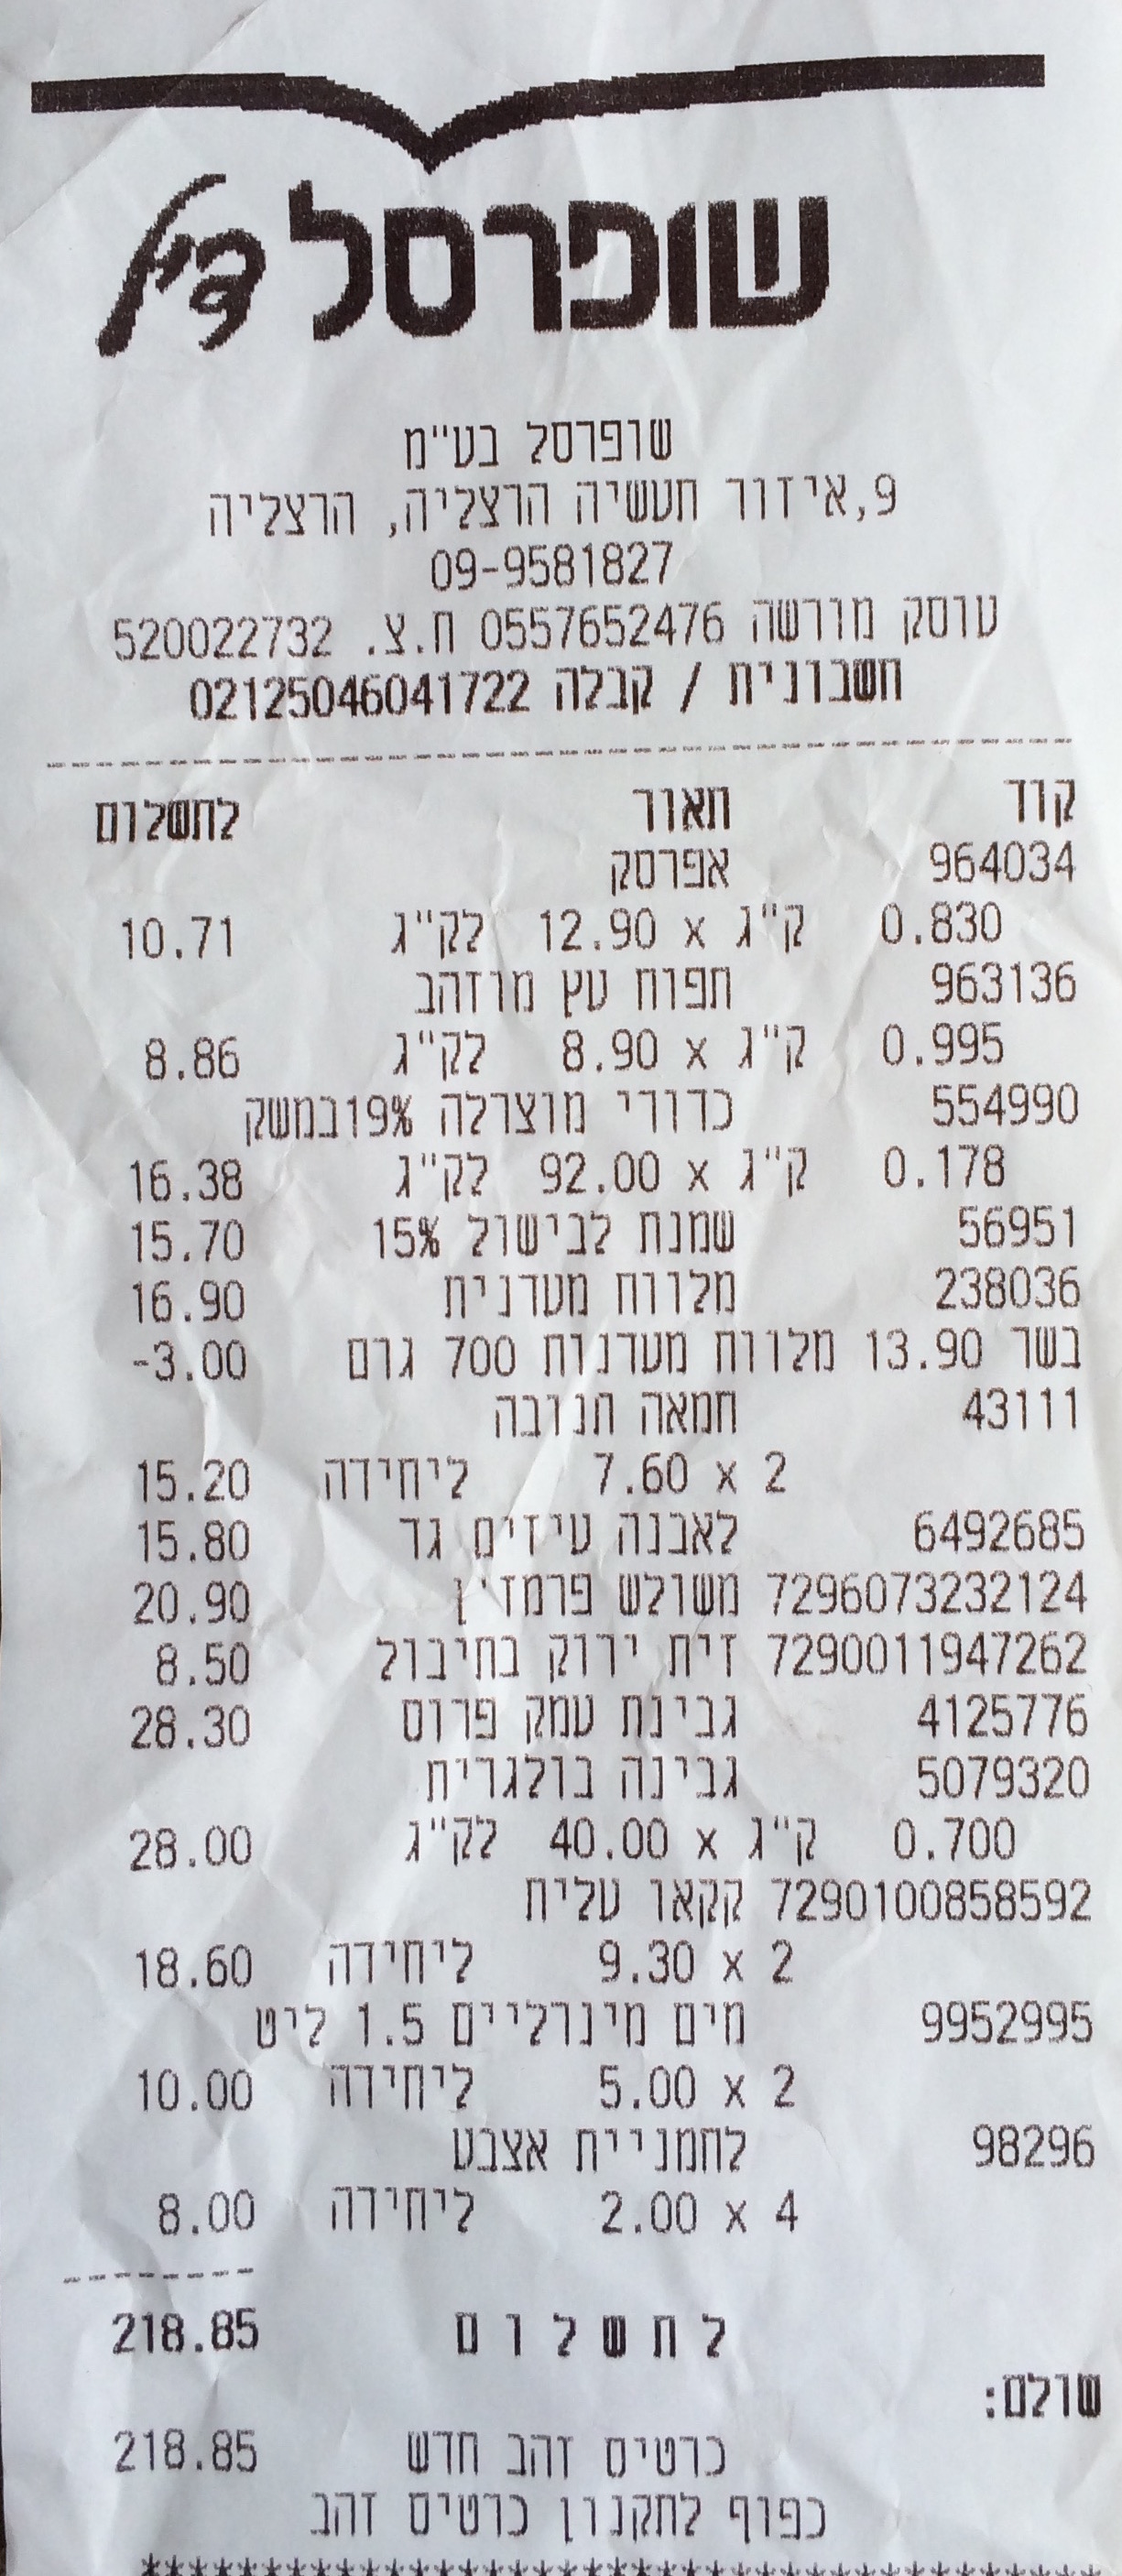 שופרסל דיל
שופרסל בע"מ
9,איזור תעשיה הרצליה, הרצליה
09-9581827
עוסק מורשה 0557652476 ח.צ. 520022732
חשבונית / קבלה 02125046041722
קוד תאור לתשלום
964034 אפרסק
0.830 ק"ג x 12.90 לק"ג 10.71
963136 תפוח עץ מוזהב
0.995 ק"ג x 8.90 לק"ג 8.86
554990 כדורי מוצרלה 19%במשק
0.178 ק"ג x 92.00 לק"ג 16.38
56951 שמנת לבישול 15% 15.70
238036 מלווח מעדנית 16.90
בשר 13.90 מלווח מעדנות 700 גרם -3.00
43111 חמאה תנובה
2 x 7.60 ליחידה 15.20
6492685 לאבנה עיזים גד 15.80
7296073232124 משולש פרמז'ן 20.90
7290011947262 זית ירוק בתיבול 8.50
4125776 גבינת עמק פרוס 28.30
5079320 גבינה בולגרית
0.700 ק"ג x 40.00 לק"ג 28.00
7290100858592 קקאו עלית
2 x 9.30 ליחידה 18.60
9952995 מים מינרליים 1.5 ליט
2 x 5.00 ליחידה 10.00
98296 לחמניית אצבע
4 x 2.00 ליחידה 8.00
לתשלום 218.85
שולם:
כרטיס זהב חדש 218.85
כפוף לתקנון כרטיס זהב